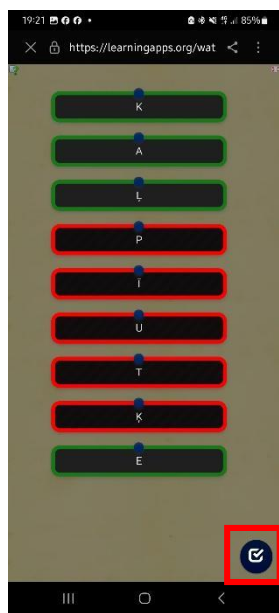 19:21 85%
https://learningapps.org/wat
K
A
Ļ
P
Ī
U
T
Ķ
E